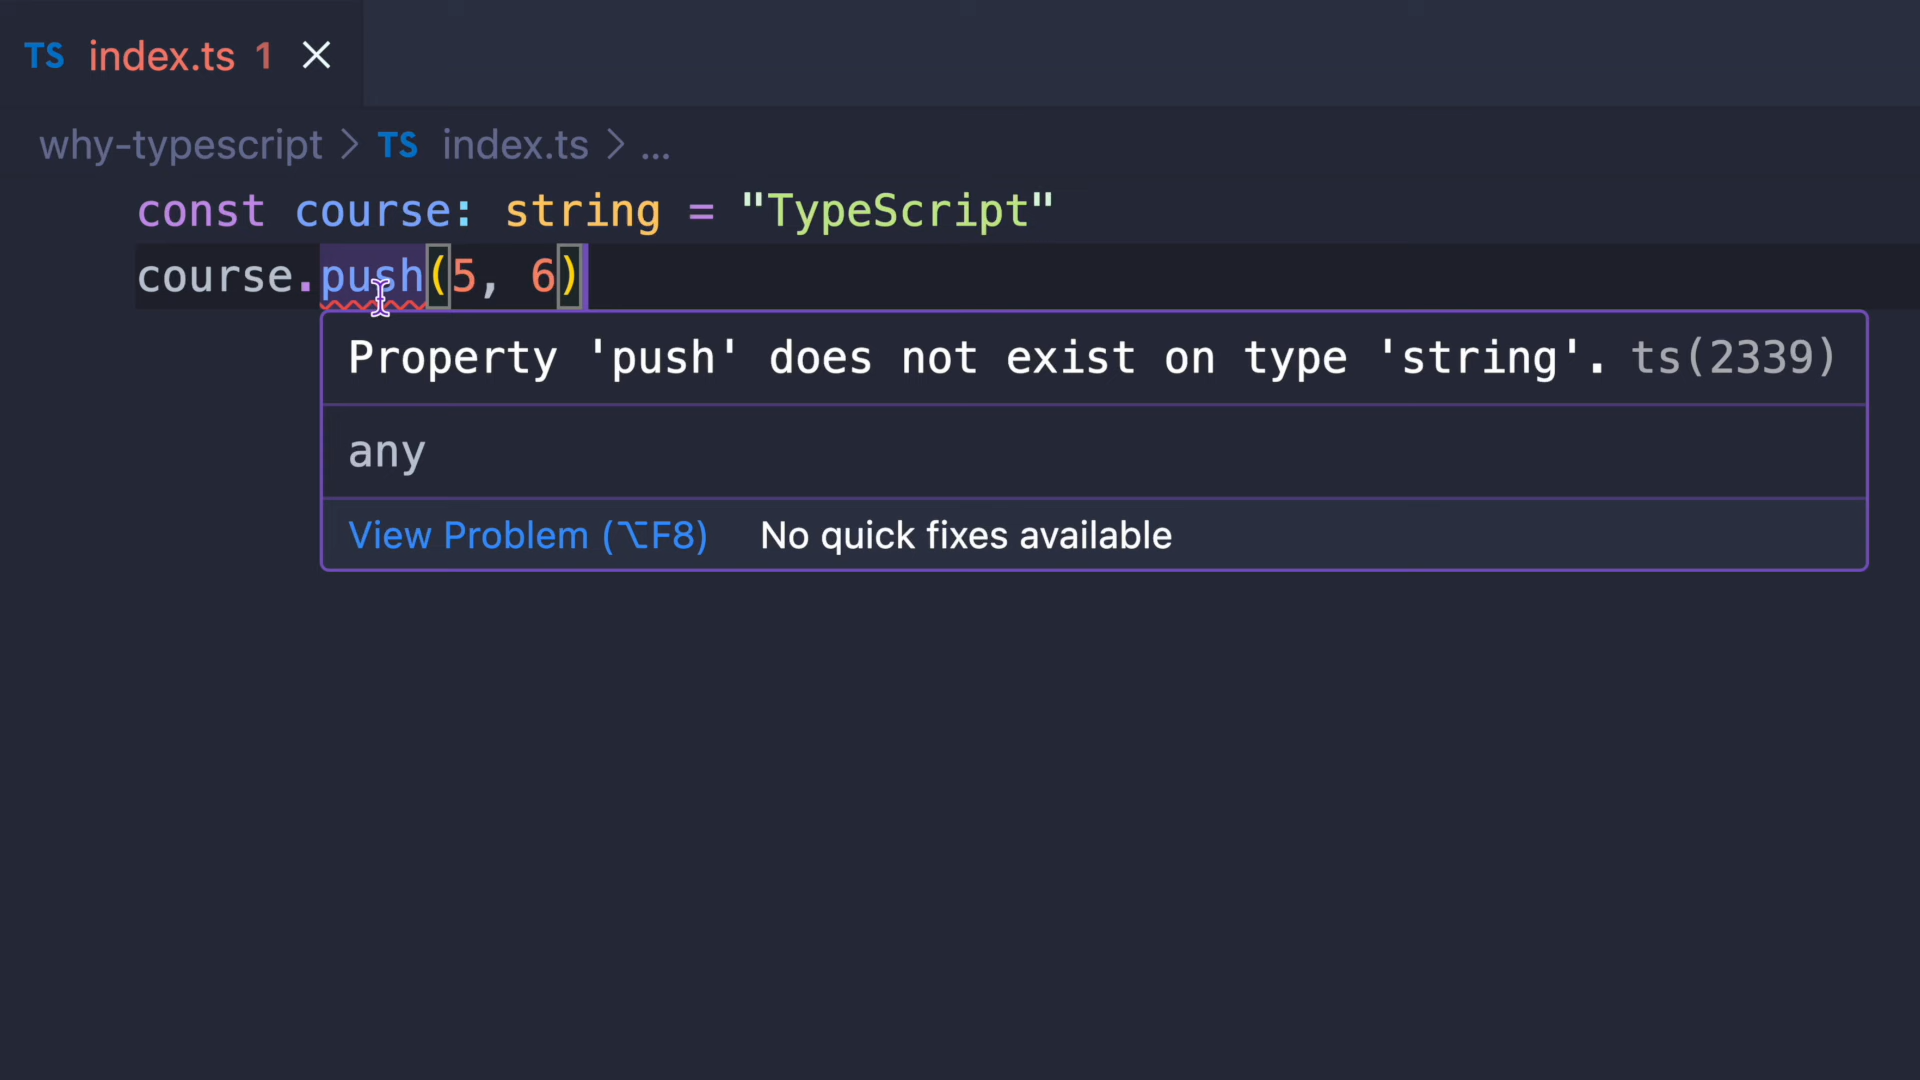 TS index.ts 1
why-typescript > TS index.ts > ...
const course: string = "TypeScript"
course.push(5, 6)
Property 'push' does not exist on type 'string'. ts(2339)
any
View Problem (⌥F8) No quick fixes available